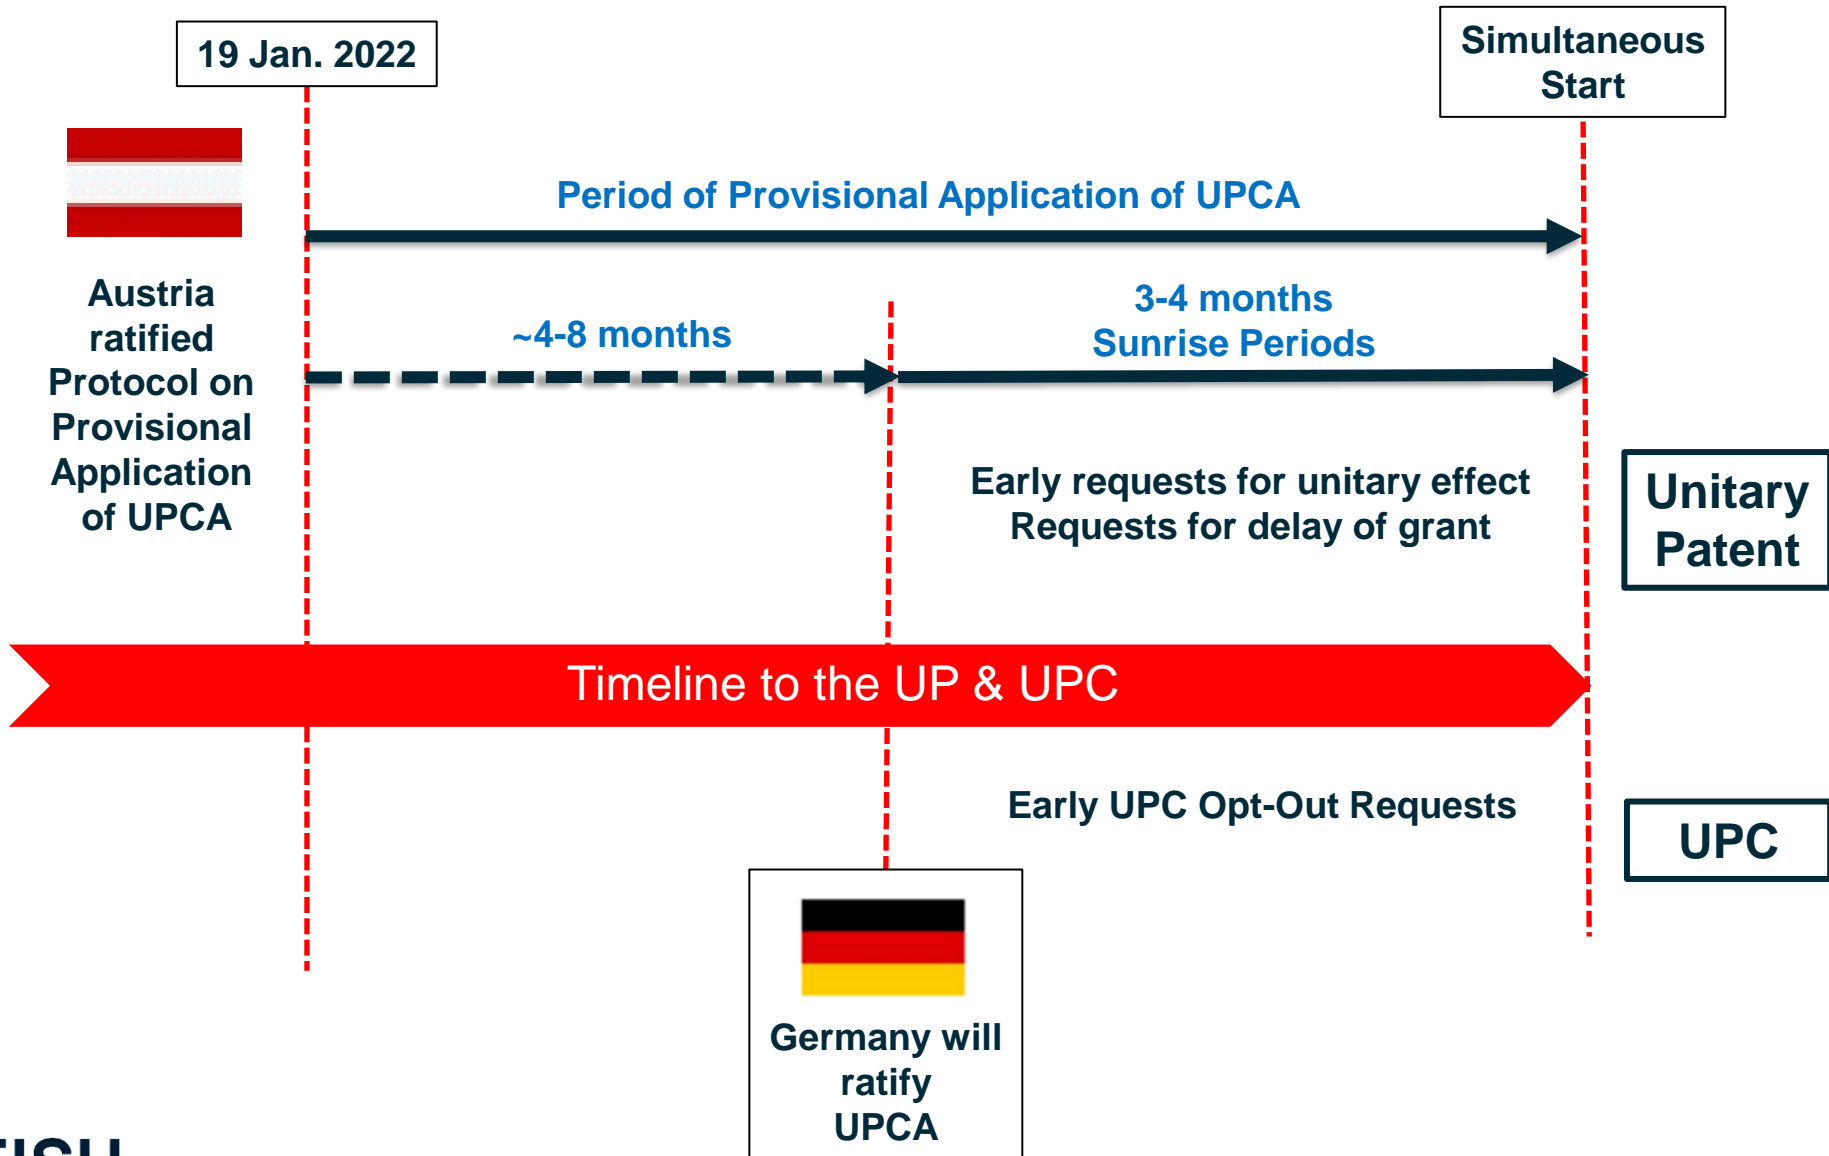 19 Jan. 2022
Simultaneous
Start
Period of Provisional Application of UPCA
Austria
ratified
Protocol on
Provisional
Application
of UPCA
~4-8 months
3-4 months
Sunrise Periods
Early requests for unitary effect
Requests for delay of grant
Unitary
Patent
Timeline to the UP & UPC
Early UPC Opt-Out Requests
UPC
Germany will
ratify
UPCA